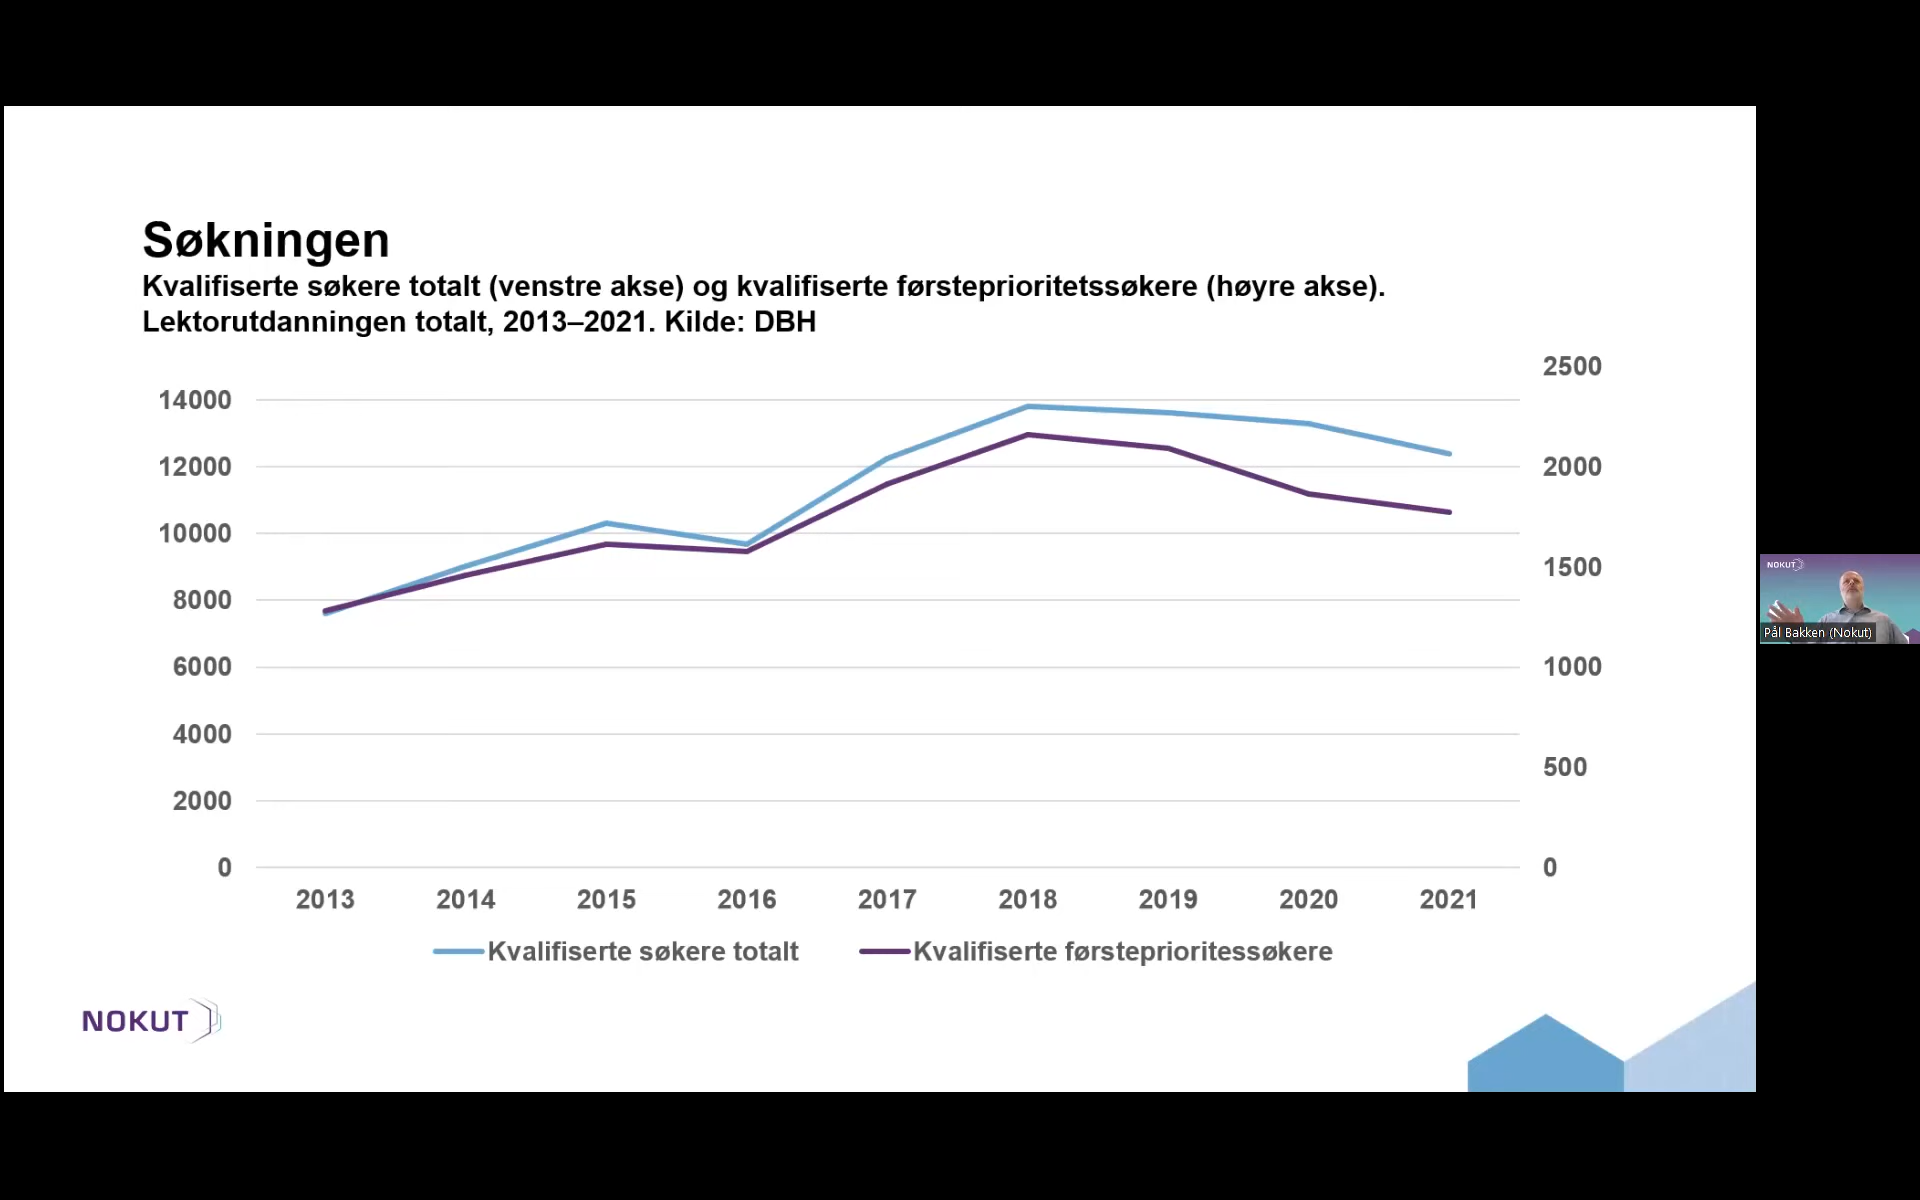 Søkningen
Kvalifiserte søkere totalt (venstre akse) og kvalifiserte førsteprioritetssøkere (høyre akse).
Lektorutdanningen totalt, 2013–2021. Kilde: DBH
2500
14000
12000
2000
10000
1500
8000
6000
1000
4000
500
2000
0
0
2013 2014 2015 2016 2017 2018 2019 2020 2021
Kvalifiserte søkere totalt
Kvalifiserte førsteprioritessøkere
NOKUT
NOKUT
Pål Bakken (Nokut)